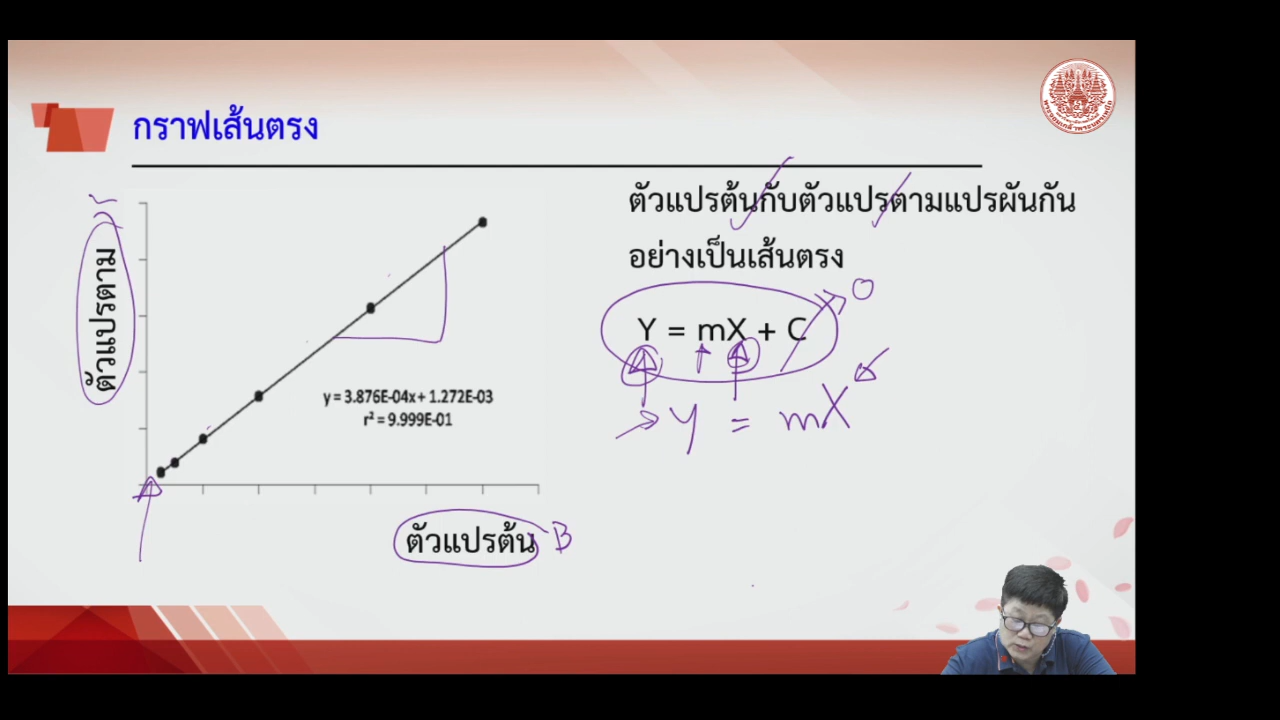 กราฟเส้นตรง
ตัวแปรต้นกับตัวแปรตามแปรผันกัน
อย่างเป็นเส้นตรง
Y = mX + C
0
y = mX
ตัวแปรตาม
y = 3.876E-04x + 1.272E-03
r² = 9.999E-01
ตัวแปรต้น
B